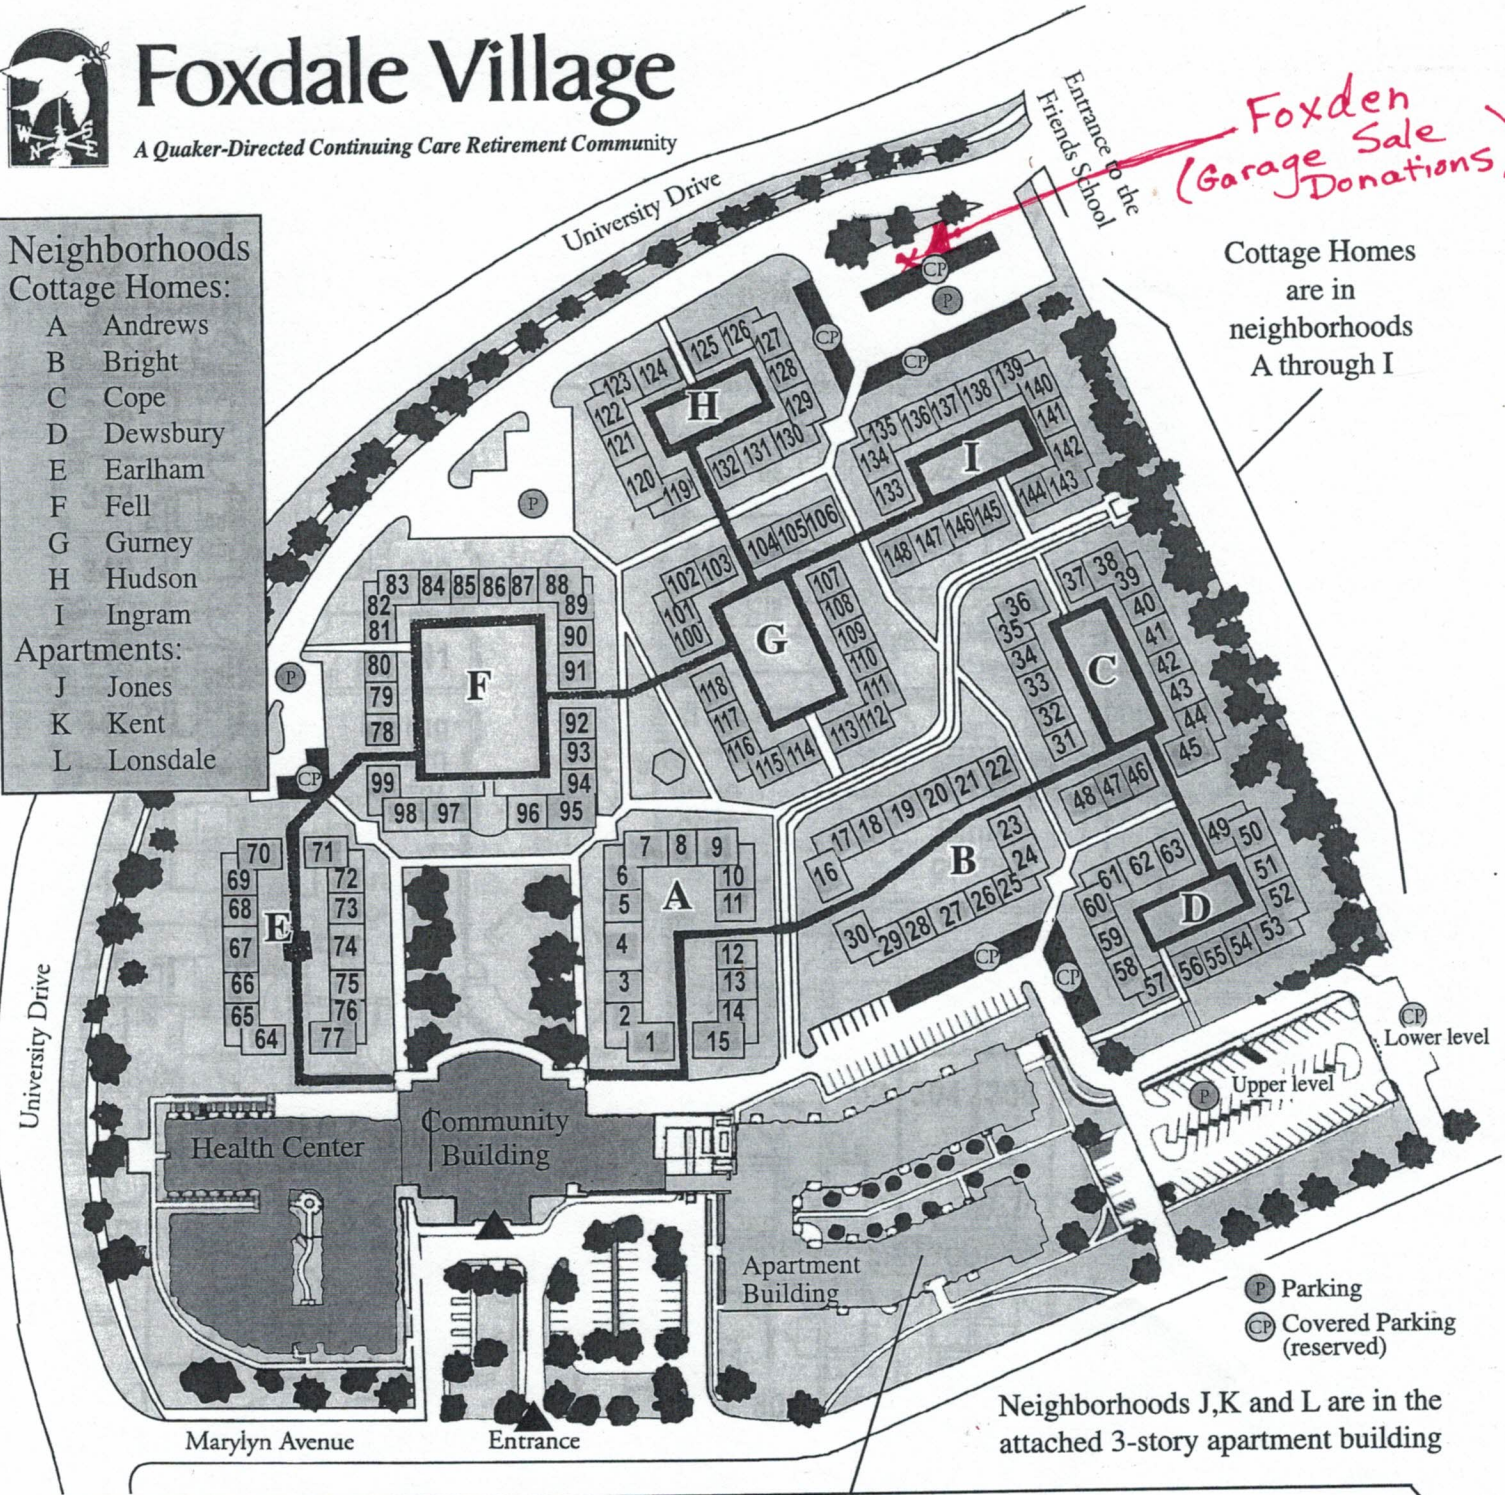 Foxdale Village
A Quaker-Directed Continuing Care Retirement Community
W S
N E
Neighborhoods
Cottage Homes:
A Andrews
B Bright
C Cope
D Dewsbury
E Earlham
F Fell
G Gurney
H Hudson
I Ingram
Apartments:
J Jones
K Kent
L Lonsdale
University Drive
Entrance to the
Friends School
Foxden
(Garage Sale
Donations)
Cottage Homes
are in
neighborhoods
A through I
CP
P
CP
CP
H
119 120 121 122 123 124 125 126 127 128 129 130 131 132
I
133 134 135 136 137 138 139 140 141 142 143 144 145 146 147 148
P
G
100 101 102 103 104 105 106 107 108 109 110 111 112 113 114 115 116 117 118
F
78 79 80 81 82 83 84 85 86 87 88 89 90 91 92 93 94 95 96 97 98 99
P
CP
C
31 32 33 34 35 36 37 38 39 40 41 42 43 44 45 46 47 48
E
64 65 66 67 68 69 70 71 72 73 74 75 76 77
A
1 2 3 4 5 6 7 8 9 10 11 12 13 14 15
B
16 17 18 19 20 21 22 23 24 25 26 27 28 29 30
D
49 50 51 52 53 54 55 56 57 58 59 60 61 62 63
CP
CP
CP
Lower level
P
Upper level
University Drive
Health Center
Community
Building
Apartment
Building
P Parking
CP Covered Parking
(reserved)
Neighborhoods J,K and L are in the
attached 3-story apartment building
Marylyn Avenue
Entrance